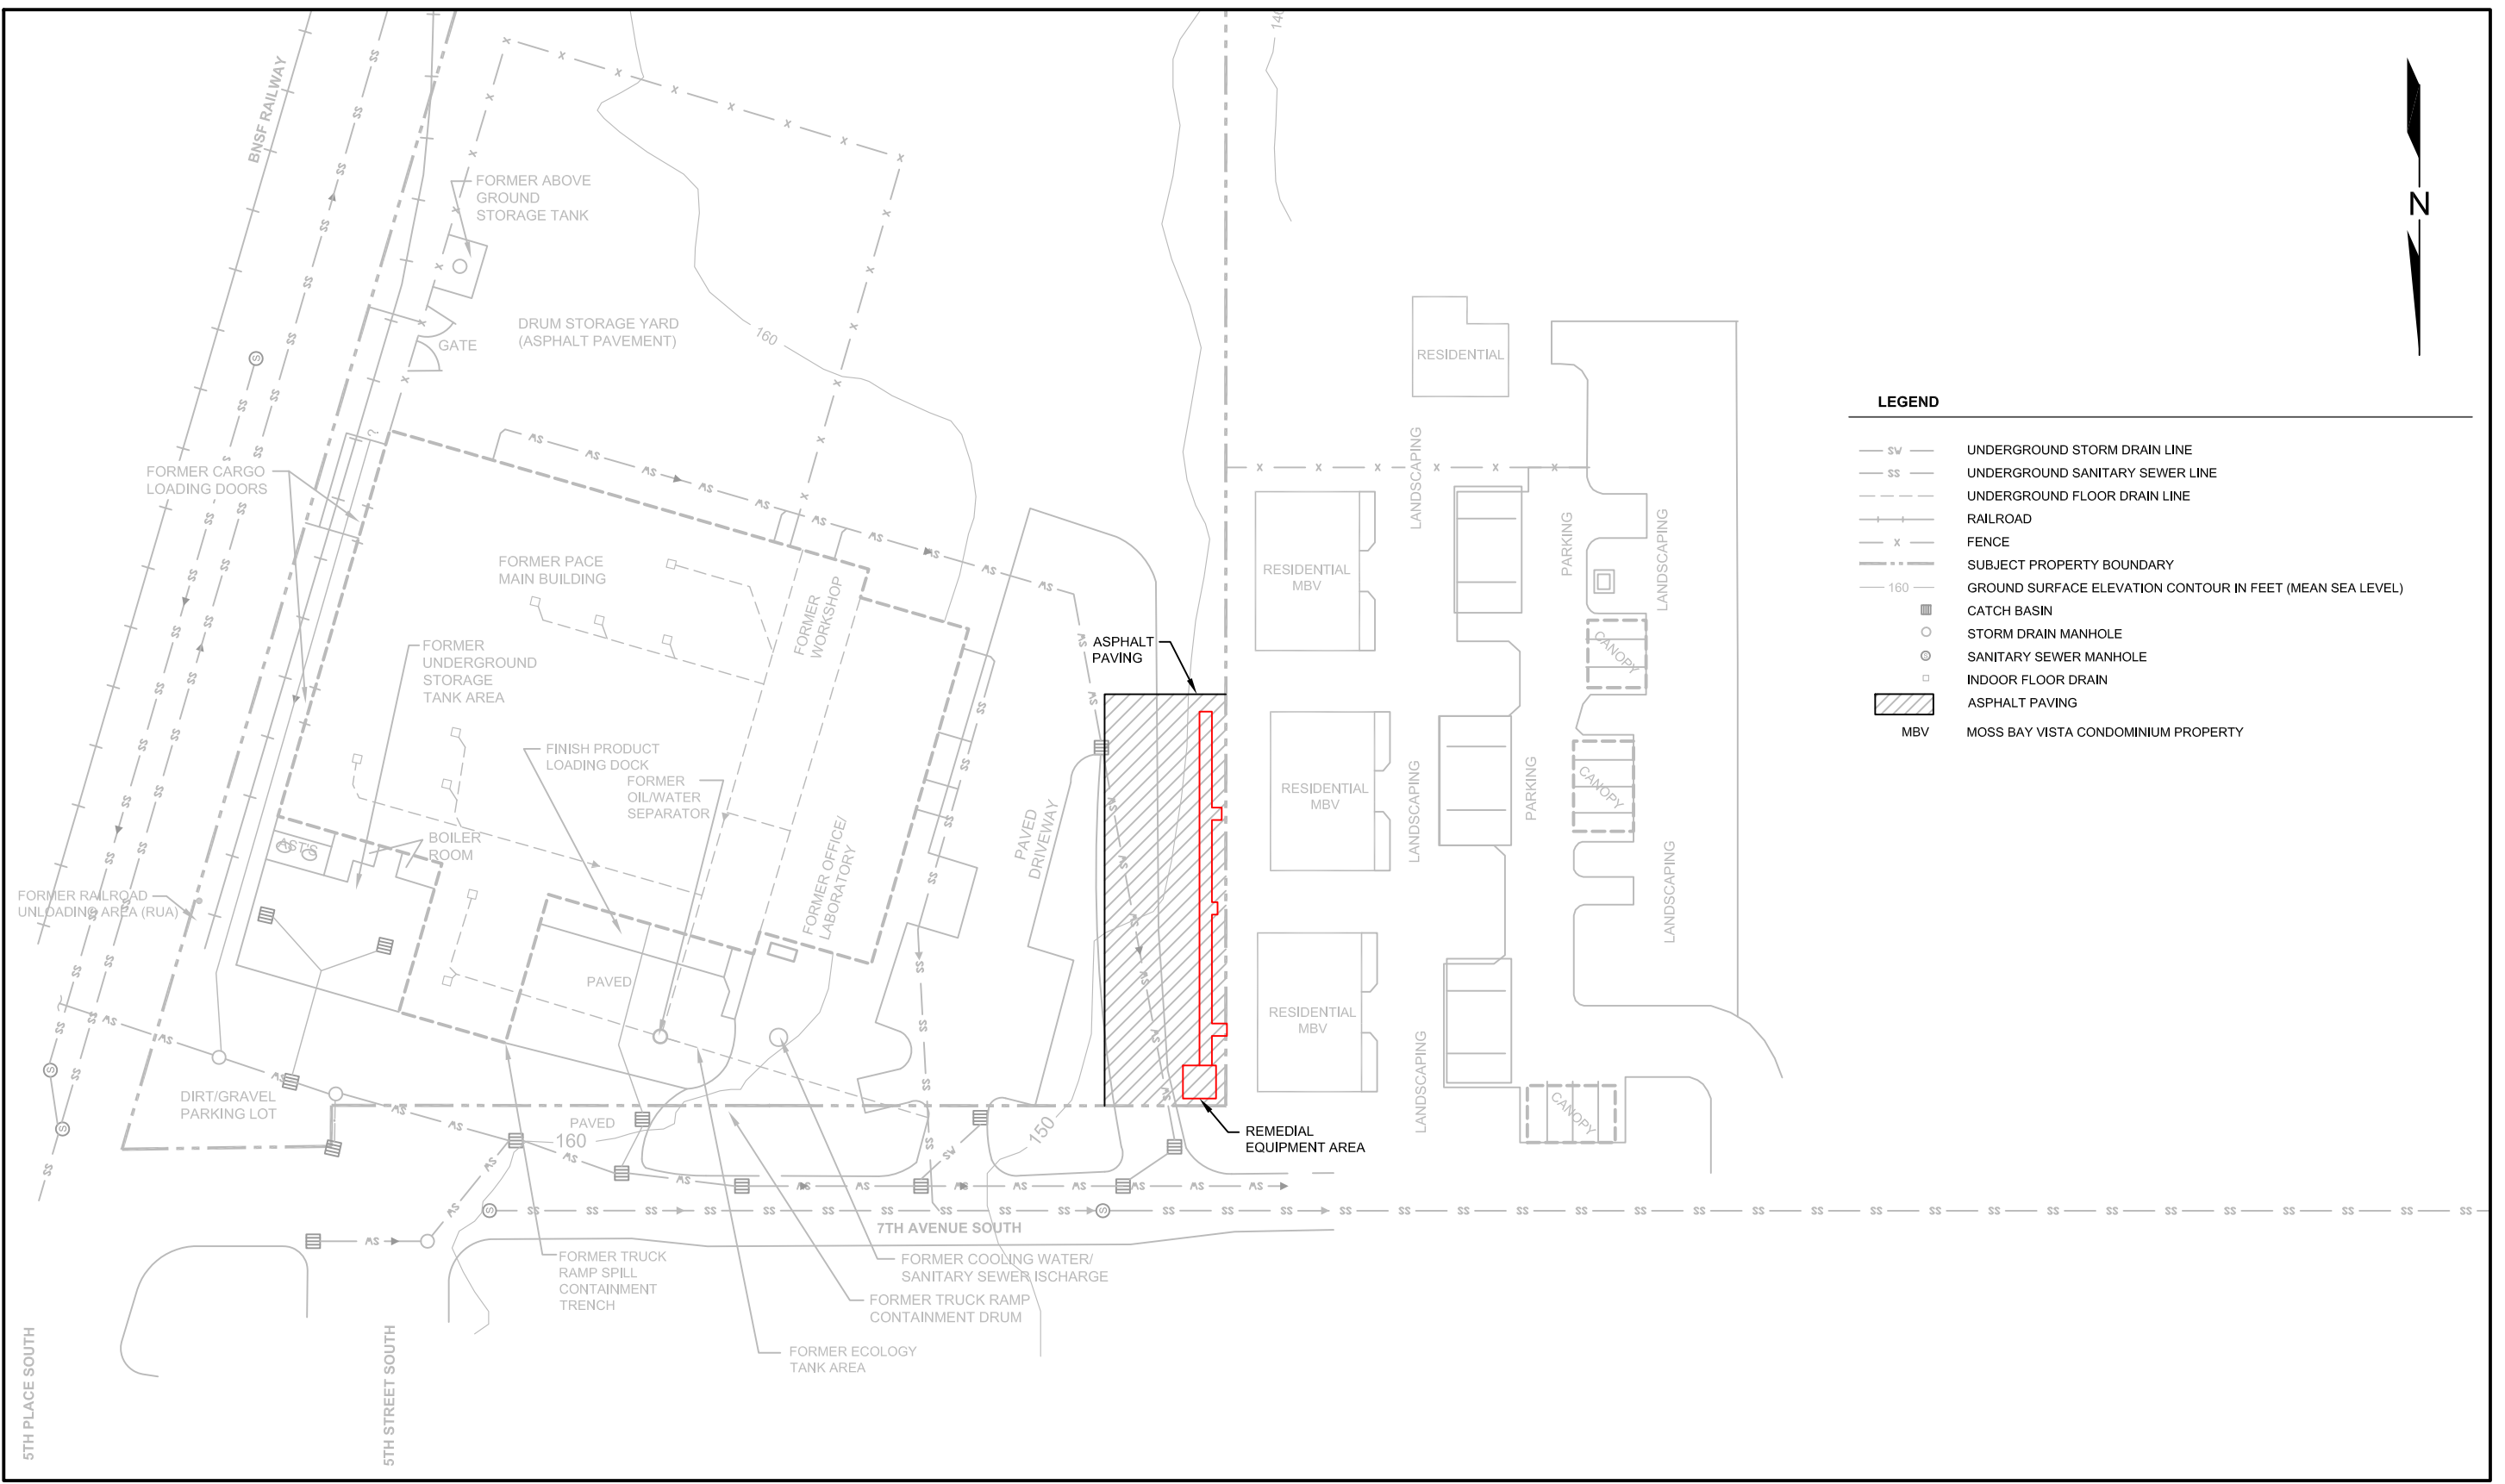 BNSF RAILWAY
140
N
FORMER ABOVE
GROUND
STORAGE TANK
DRUM STORAGE YARD
(ASPHALT PAVEMENT)
GATE
160
?
FORMER CARGO
LOADING DOORS
FORMER PACE
MAIN BUILDING
FORMER
WORKSHOP
FORMER
UNDERGROUND
STORAGE
TANK AREA
FINISH PRODUCT
LOADING DOCK
FORMER
OIL/WATER
SEPARATOR
BOILER
ROOM
AST'S
FORMER RAILROAD
UNLOADING AREA (RUA)
FORMER OFFICE/
LABORATORY
PAVED
DRIVEWAY
PAVED
ASPHALT
PAVING
RESIDENTIAL
LANDSCAPING
PARKING
LANDSCAPING
RESIDENTIAL
MBV
CANOPY
RESIDENTIAL
MBV
LANDSCAPING
PARKING
CANOPY
LANDSCAPING
RESIDENTIAL
MBV
LANDSCAPING
CANOPY
DIRT/GRAVEL
PARKING LOT
PAVED
160
150
REMEDIAL
EQUIPMENT AREA
7TH AVENUE SOUTH
FORMER TRUCK
RAMP SPILL
CONTAINMENT
TRENCH
FORMER COOLING WATER/
SANITARY SEWER ISCHARGE
FORMER TRUCK RAMP
CONTAINMENT DRUM
FORMER ECOLOGY
TANK AREA
5TH PLACE SOUTH
5TH STREET SOUTH
LEGEND
SW UNDERGROUND STORM DRAIN LINE
SS UNDERGROUND SANITARY SEWER LINE
UNDERGROUND FLOOR DRAIN LINE
RAILROAD
X FENCE
SUBJECT PROPERTY BOUNDARY
160 GROUND SURFACE ELEVATION CONTOUR IN FEET (MEAN SEA LEVEL)
CATCH BASIN
STORM DRAIN MANHOLE
S SANITARY SEWER MANHOLE
INDOOR FLOOR DRAIN
ASPHALT PAVING
MBV MOSS BAY VISTA CONDOMINIUM PROPERTY